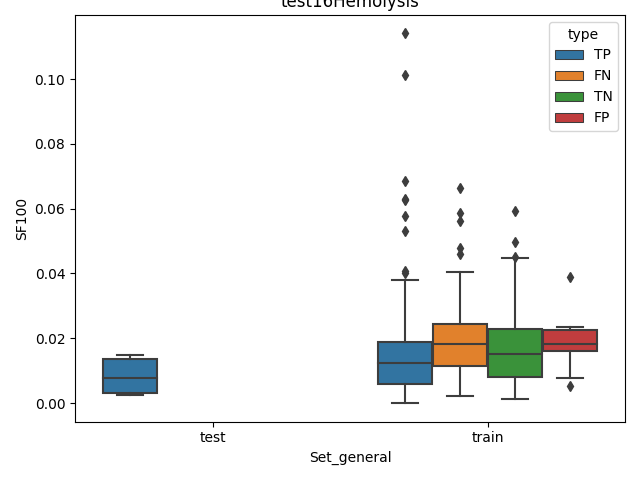 test16Hemolysis
type
TP
FN
TN
FP
0.10
0.08
0.06
0.04
0.02
0.00
SF100
test
train
Set_general